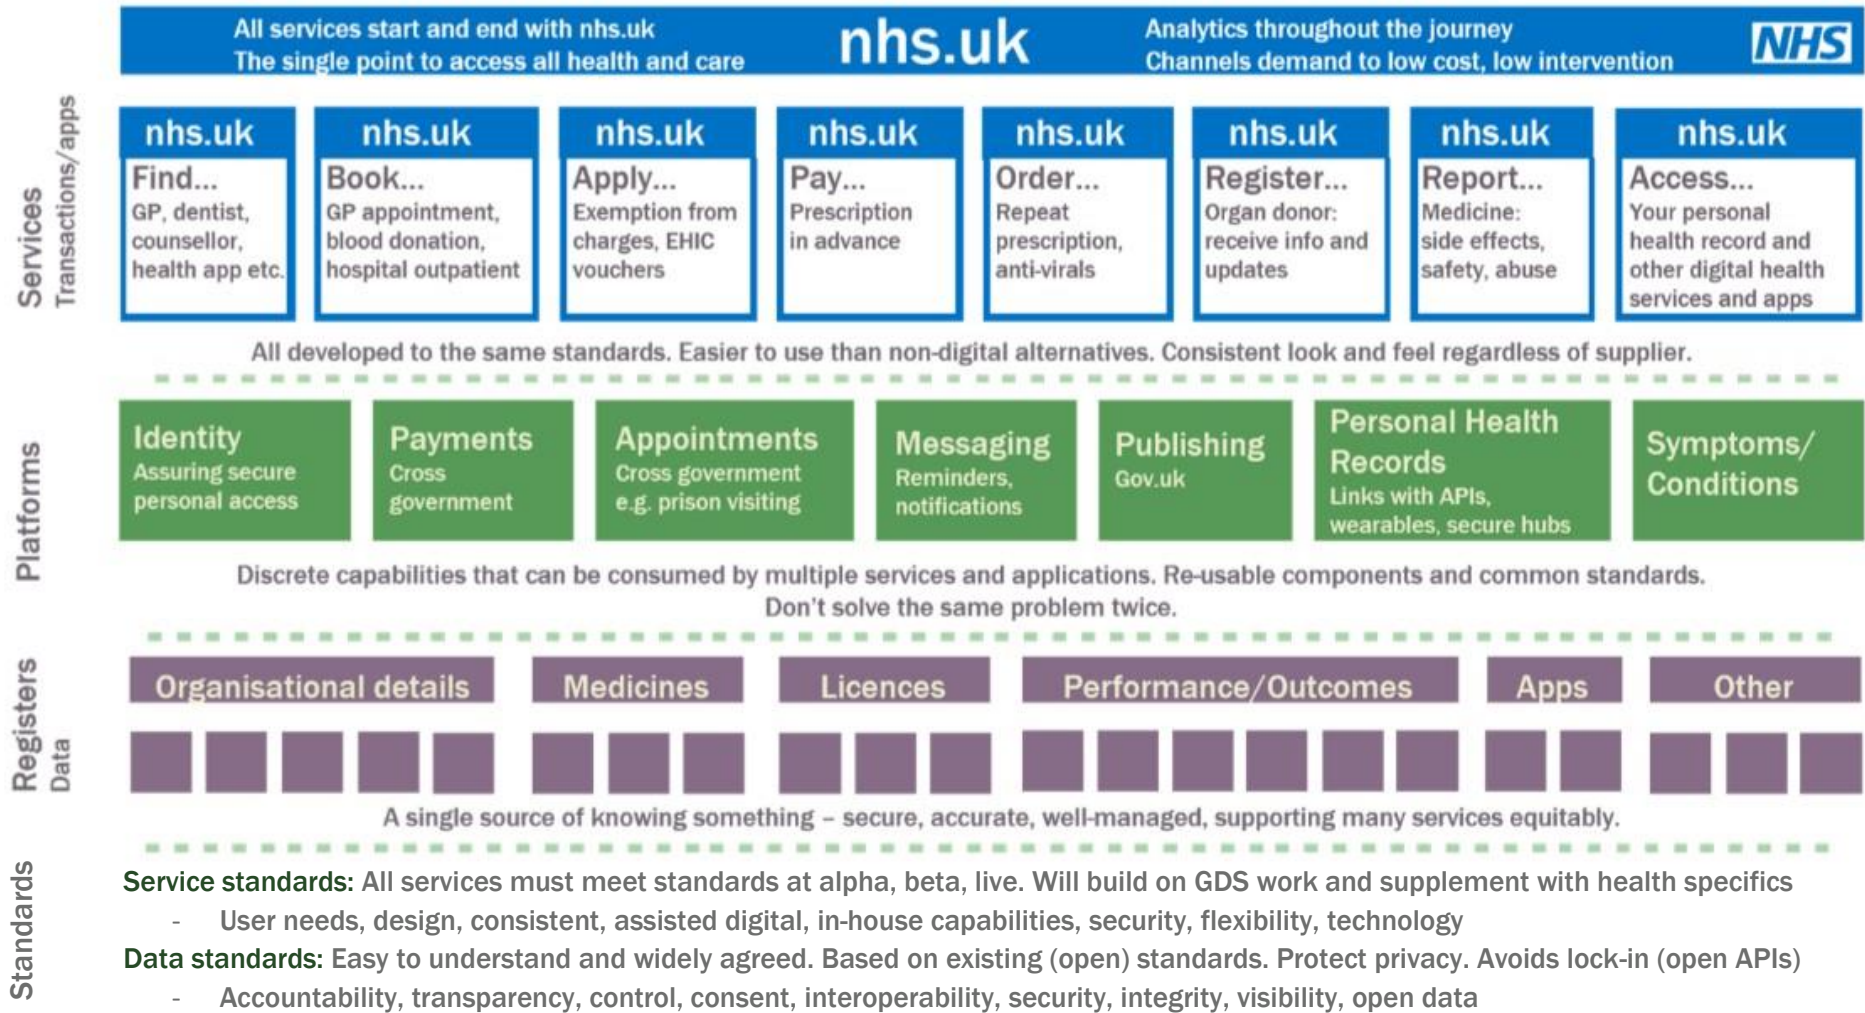 All services start and end with nhs.uk
The single point to access all health and care
nhs.uk
Analytics throughout the journey
Channels demand to low cost, low intervention
NHS
Services
Transactions/apps
nhs.uk
Find...
GP, dentist,
counsellor,
health app etc.
nhs.uk
Book...
GP appointment,
blood donation,
hospital outpatient
nhs.uk
Apply...
Exemption from
charges, EHIC
vouchers
nhs.uk
Pay...
Prescription
in advance
nhs.uk
Order...
Repeat
prescription,
anti-virals
nhs.uk
Register...
Organ donor:
receive info and
updates
nhs.uk
Report...
Medicine:
side effects,
safety, abuse
nhs.uk
Access...
Your personal
health record and
other digital health
services and apps
All developed to the same standards. Easier to use than non-digital alternatives. Consistent look and feel regardless of supplier.
Platforms
Identity
Assuring secure
personal access
Payments
Cross
government
Appointments
Cross government
e.g. prison visiting
Messaging
Reminders,
notifications
Publishing
Gov.uk
Personal Health
Records
Links with APIs,
wearables, secure hubs
Symptoms/
Conditions
Discrete capabilities that can be consumed by multiple services and applications. Re-usable components and common standards.
Don't solve the same problem twice.
Registers
Data
Organisational details
Medicines
Licences
Performance/Outcomes
Apps
Other
A single source of knowing something – secure, accurate, well-managed, supporting many services equitably.
Standards
Service standards: All services must meet standards at alpha, beta, live. Will build on GDS work and supplement with health specifics
- User needs, design, consistent, assisted digital, in-house capabilities, security, flexibility, technology
Data standards: Easy to understand and widely agreed. Based on existing (open) standards. Protect privacy. Avoids lock-in (open APIs)
- Accountability, transparency, control, consent, interoperability, security, integrity, visibility, open data